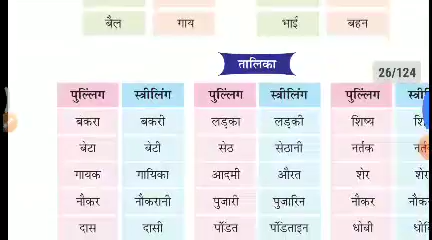 बैल गाय भाई बहन
तालिका
26/124
पुल्लिंग स्त्रीलिंग पुल्लिंग स्त्रीलिंग पुल्लिंग
बकरा बकरी लड़का लड़की शिष्य
बेटा बेटी सेठ सेठानी नर्तक
गायक गायिका आदमी औरत शेर
नौकर नौकरानी पुजारी पुजारिन नौकर
दास दासी पंडित पंडिताइन धोबी